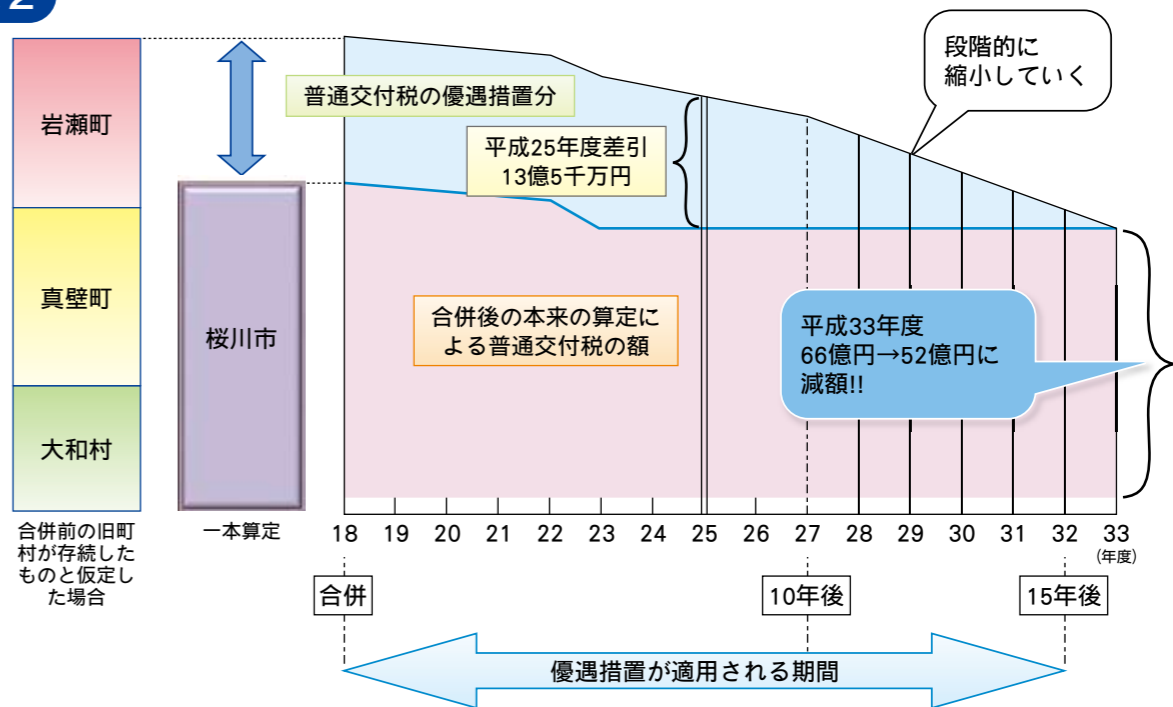 2
岩瀬町
真壁町
大和村
合併前の旧町
村が存続した
ものと仮定し
た場合
桜川市
一本算定
普通交付税の優遇措置分
平成25年度差引
13億5千万円
段階的に
縮小していく
合併後の本来の算定に
よる普通交付税の額
平成33年度
66億円→52億円に
減額!!
18 19 20 21 22 23 24 25 26 27 28 29 30 31 32 33
(年度)
合併
10年後
15年後
優遇措置が適用される期間